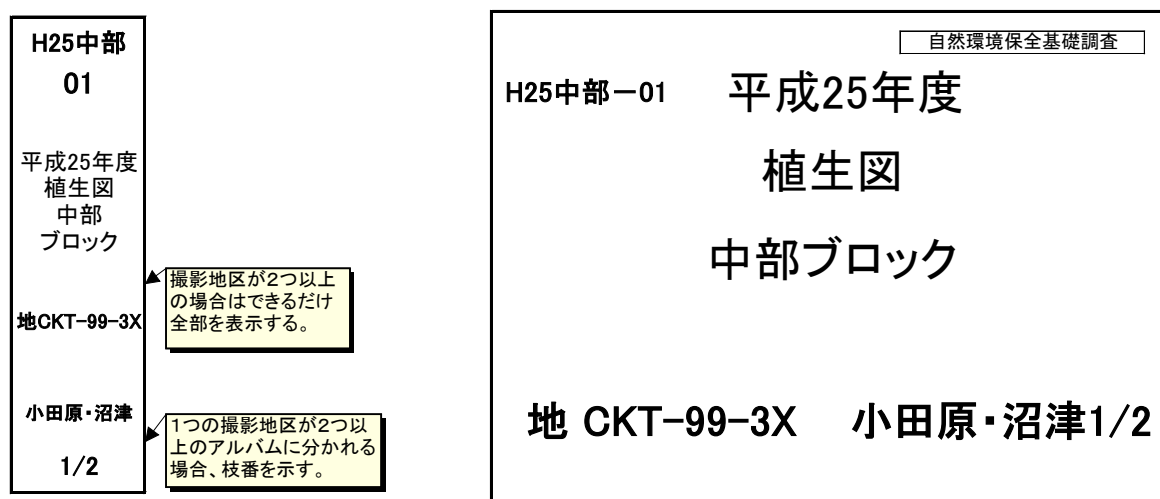 H25中部
01
平成25年度
植生図
中部
ブロック
地CKT-99-3X
小田原・沼津
1/2
撮影地区が2つ以上
の場合はできるだけ
全部を表示する。
1つの撮影地区が2つ以
上のアルバムに分かれる
場合、枝番を示す。
自然環境保全基礎調査
H25中部－01 平成25年度
植生図
中部ブロック
地 CKT-99-3X 小田原・沼津1/2